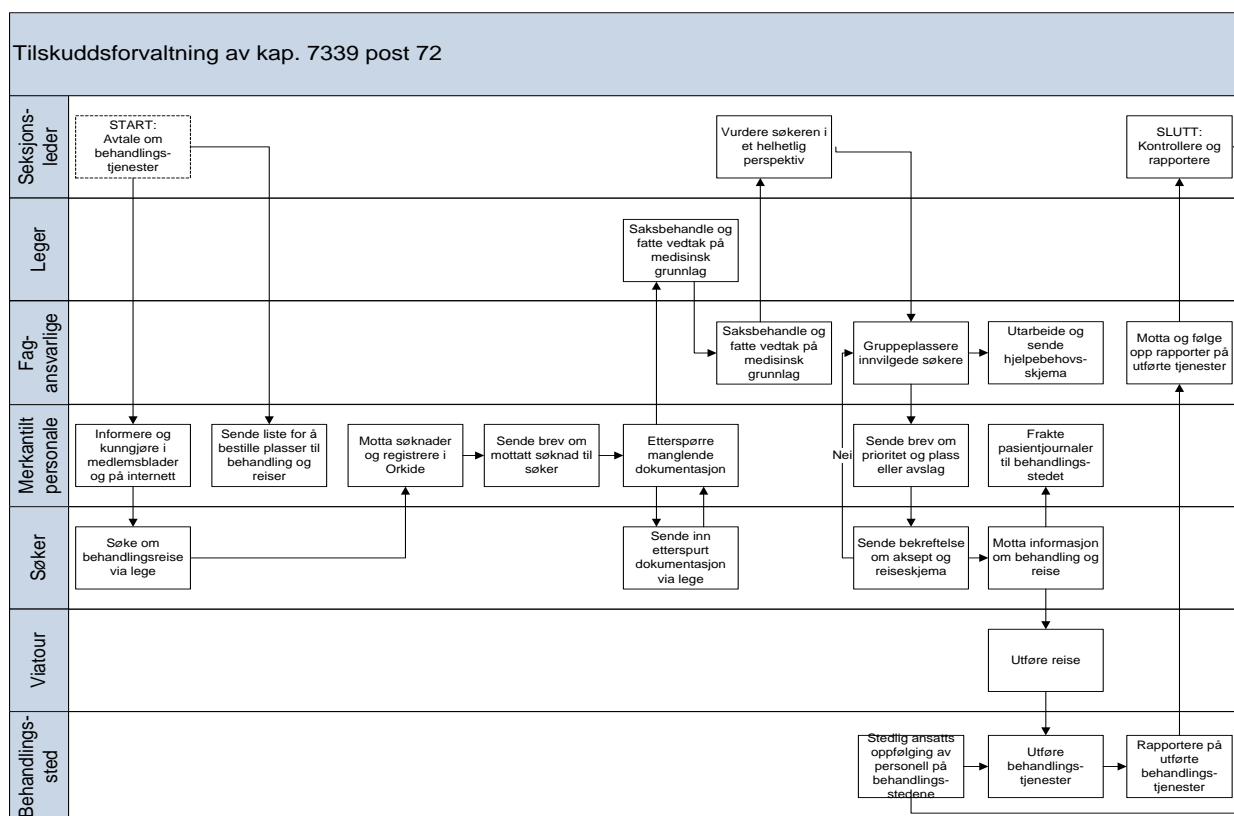 Tilskuddsforvaltning av kap. 7339 post 72
Seksjons-
leder
START:
Avtale om
behandlings-
tjenester
Vurdere søkeren i
et helhetlig
perspektiv
SLUTT:
Kontrollere og
rapportere
Leger
Saksbehandle og
fatte vedtak på
medisinsk
grunnlag
Fag-
ansvarlige
Saksbehandle og
fatte vedtak på
medisinsk
grunnlag
Gruppeplassere
innvilgede søkere
Utarbeide og
sende
hjelpebehovs-
skjema
Motta og følge
opp rapporter på
utførte tjenester
Merkantilt
personale
Informere og
kunngjøre i
medlemsblader
og på internett
Sende liste for å
bestille plasser til
behandling og
reiser
Motta søknader
og registrere i
Orkide
Sende brev om
mottatt søknad til
søker
Etterspørre
manglende
dokumentasjon
Nei
Sende brev om
prioritet og plass
eller avslag
Frakte
pasientjournaler
til behandlings-
stedet
Søker
Søke om
behandlingsreise
via lege
Sende inn
etterspurt
dokumentasjon
via lege
Sende bekreftelse
om aksept og
reiseskjema
Motta informasjon
om behandling og
reise
Viatour
Utføre reise
Behandlings-
sted
Stedlig ansatts
oppfölging av
personell på
behandlings-
stedene
Utføre
behandlings-
tjenester
Rapportere på
utførte
behandlings-
tjenester